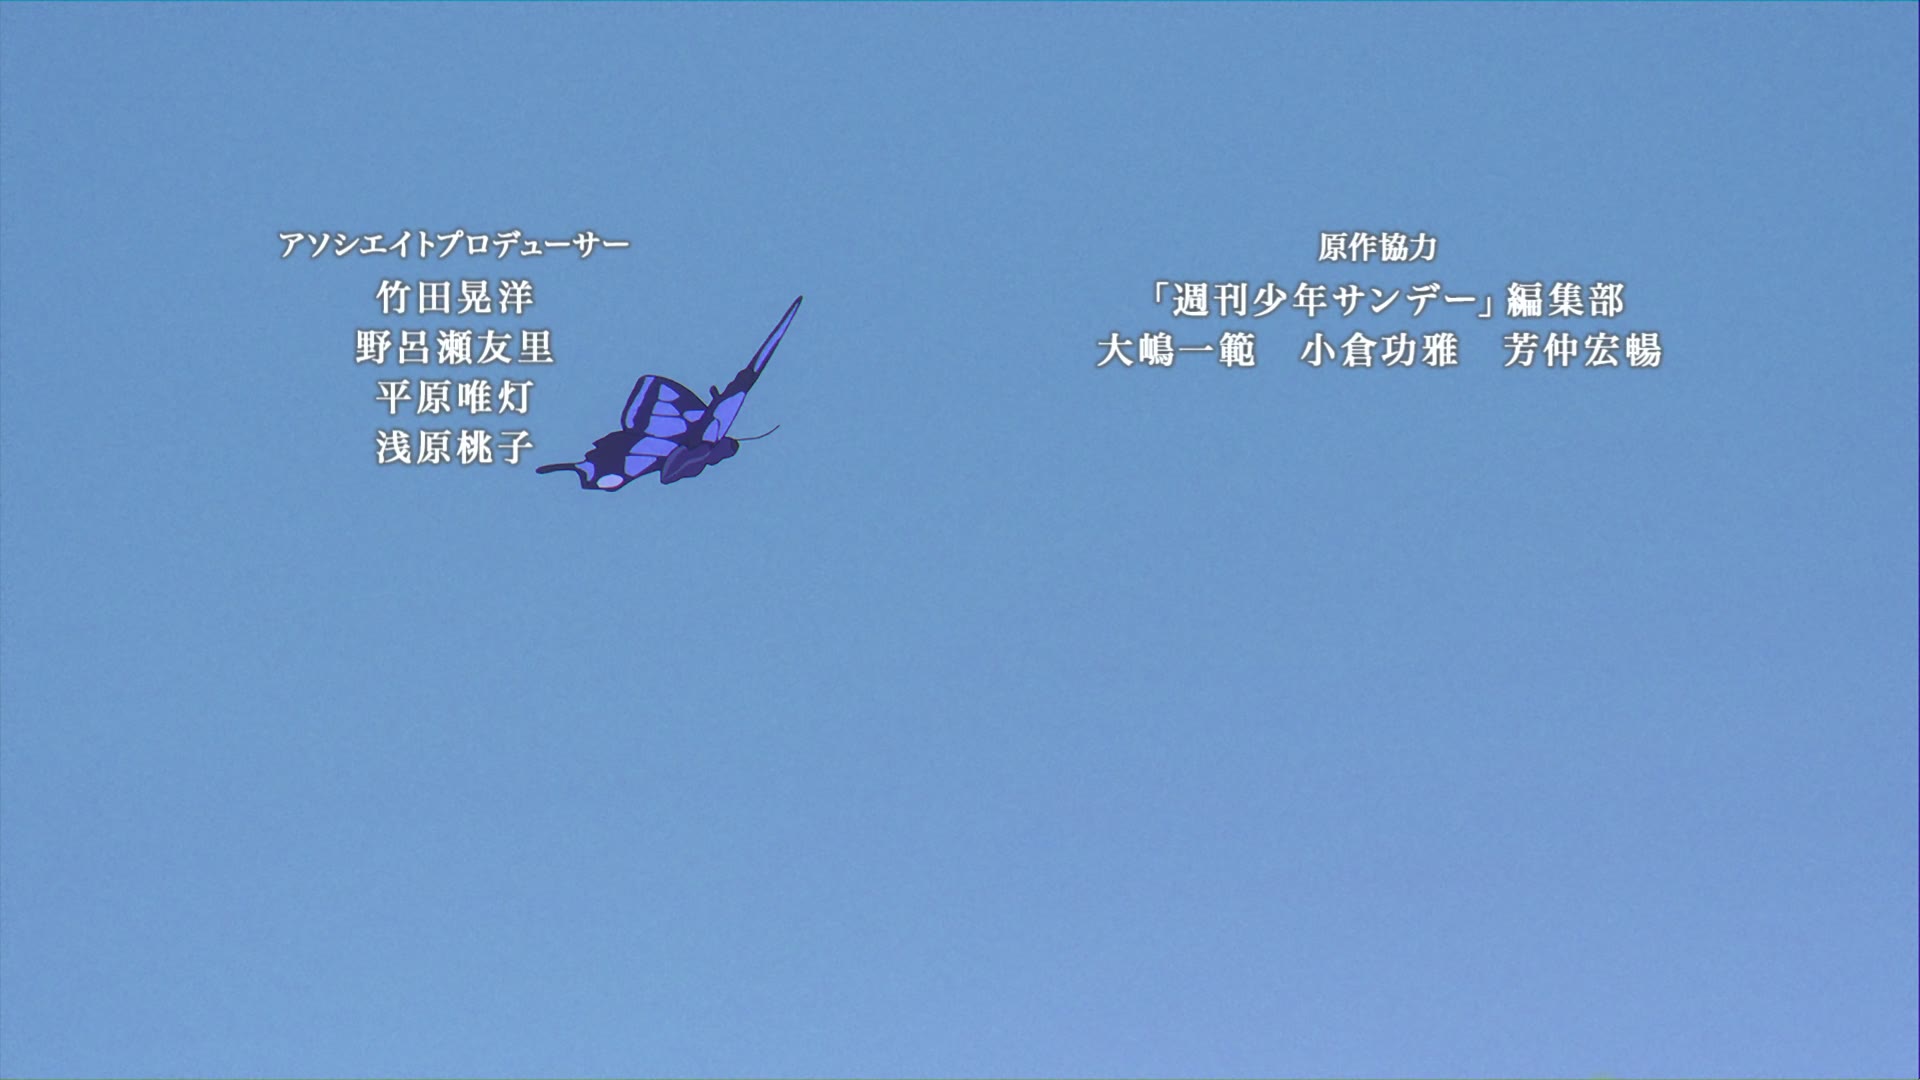 アソシエイトプロデューサー
竹田晃洋
野呂瀬友里
平原唯灯
浅原桃子
原作協力
「週刊少年サンデー」編集部
大嶋一範　小倉功雅　芳仲宏暢